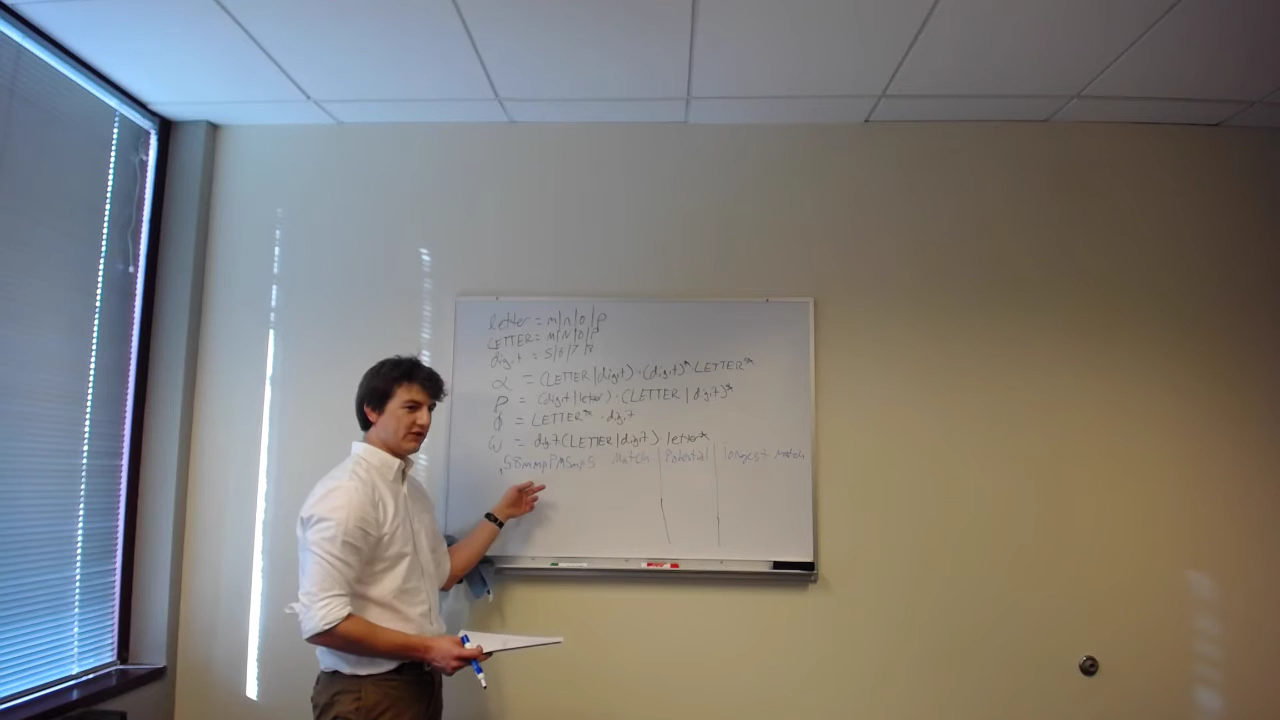 letter = m|n|o|p
LETTER = M|N|O|P
digit = 5|6|7|8
α = (LETTER|digit)·(digit)*·LETTER*
ρ = (digit|letter)·(LETTER|digit)*
= LETTER*·digit
ω = digit(LETTER|digit) letter*
.58mmpPM5mp5 Match Potential longest match